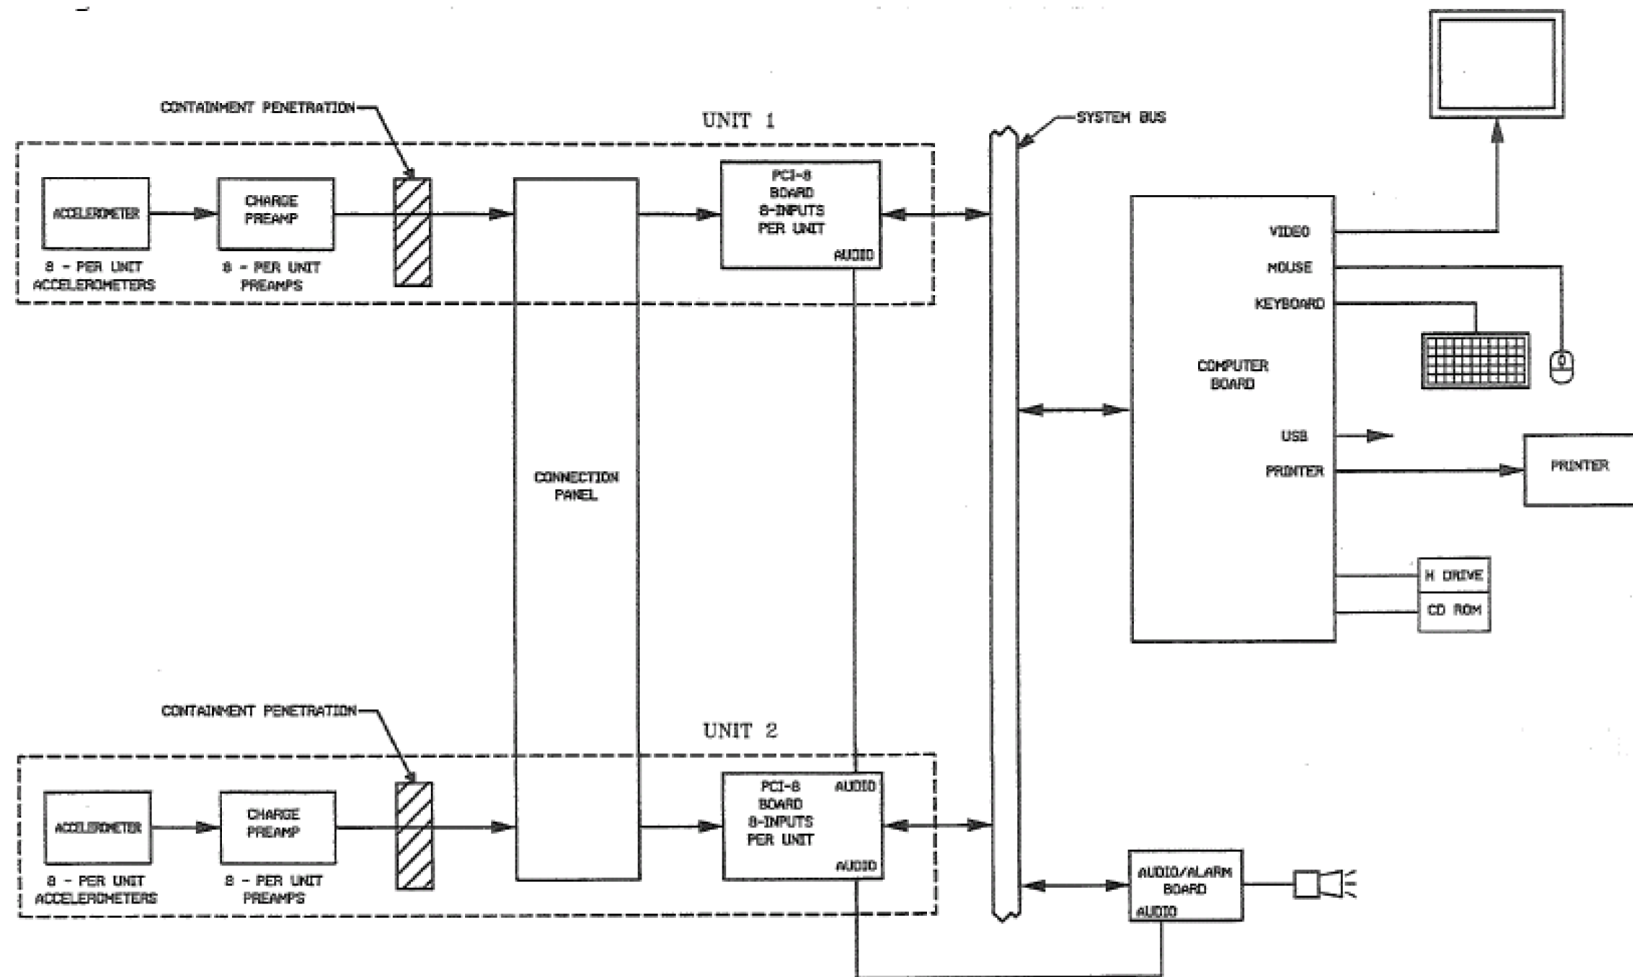 CONTAINMENT PENETRATION
UNIT 1
SYSTEM BUS
ACCELEROMETER
CHARGE
PREAMP
PCI-8
BOARD
8-INPUTS
PER UNIT
AUDIO
8 - PER UNIT
ACCELEROMETERS
8 - PER UNIT
PREAMPS
VIDEO
MOUSE
KEYBOARD
COMPUTER
BOARD
USB
PRINTER
PRINTER
H DRIVE
CD ROM
CONNECTION
PANEL
CONTAINMENT PENETRATION
UNIT 2
ACCELEROMETER
CHARGE
PREAMP
PCI-8
BOARD
8-INPUTS
PER UNIT
AUDIO
AUDIO
8 - PER UNIT
ACCELEROMETERS
8 - PER UNIT
PREAMPS
AUDIO/ALARM
BOARD
AUDIO